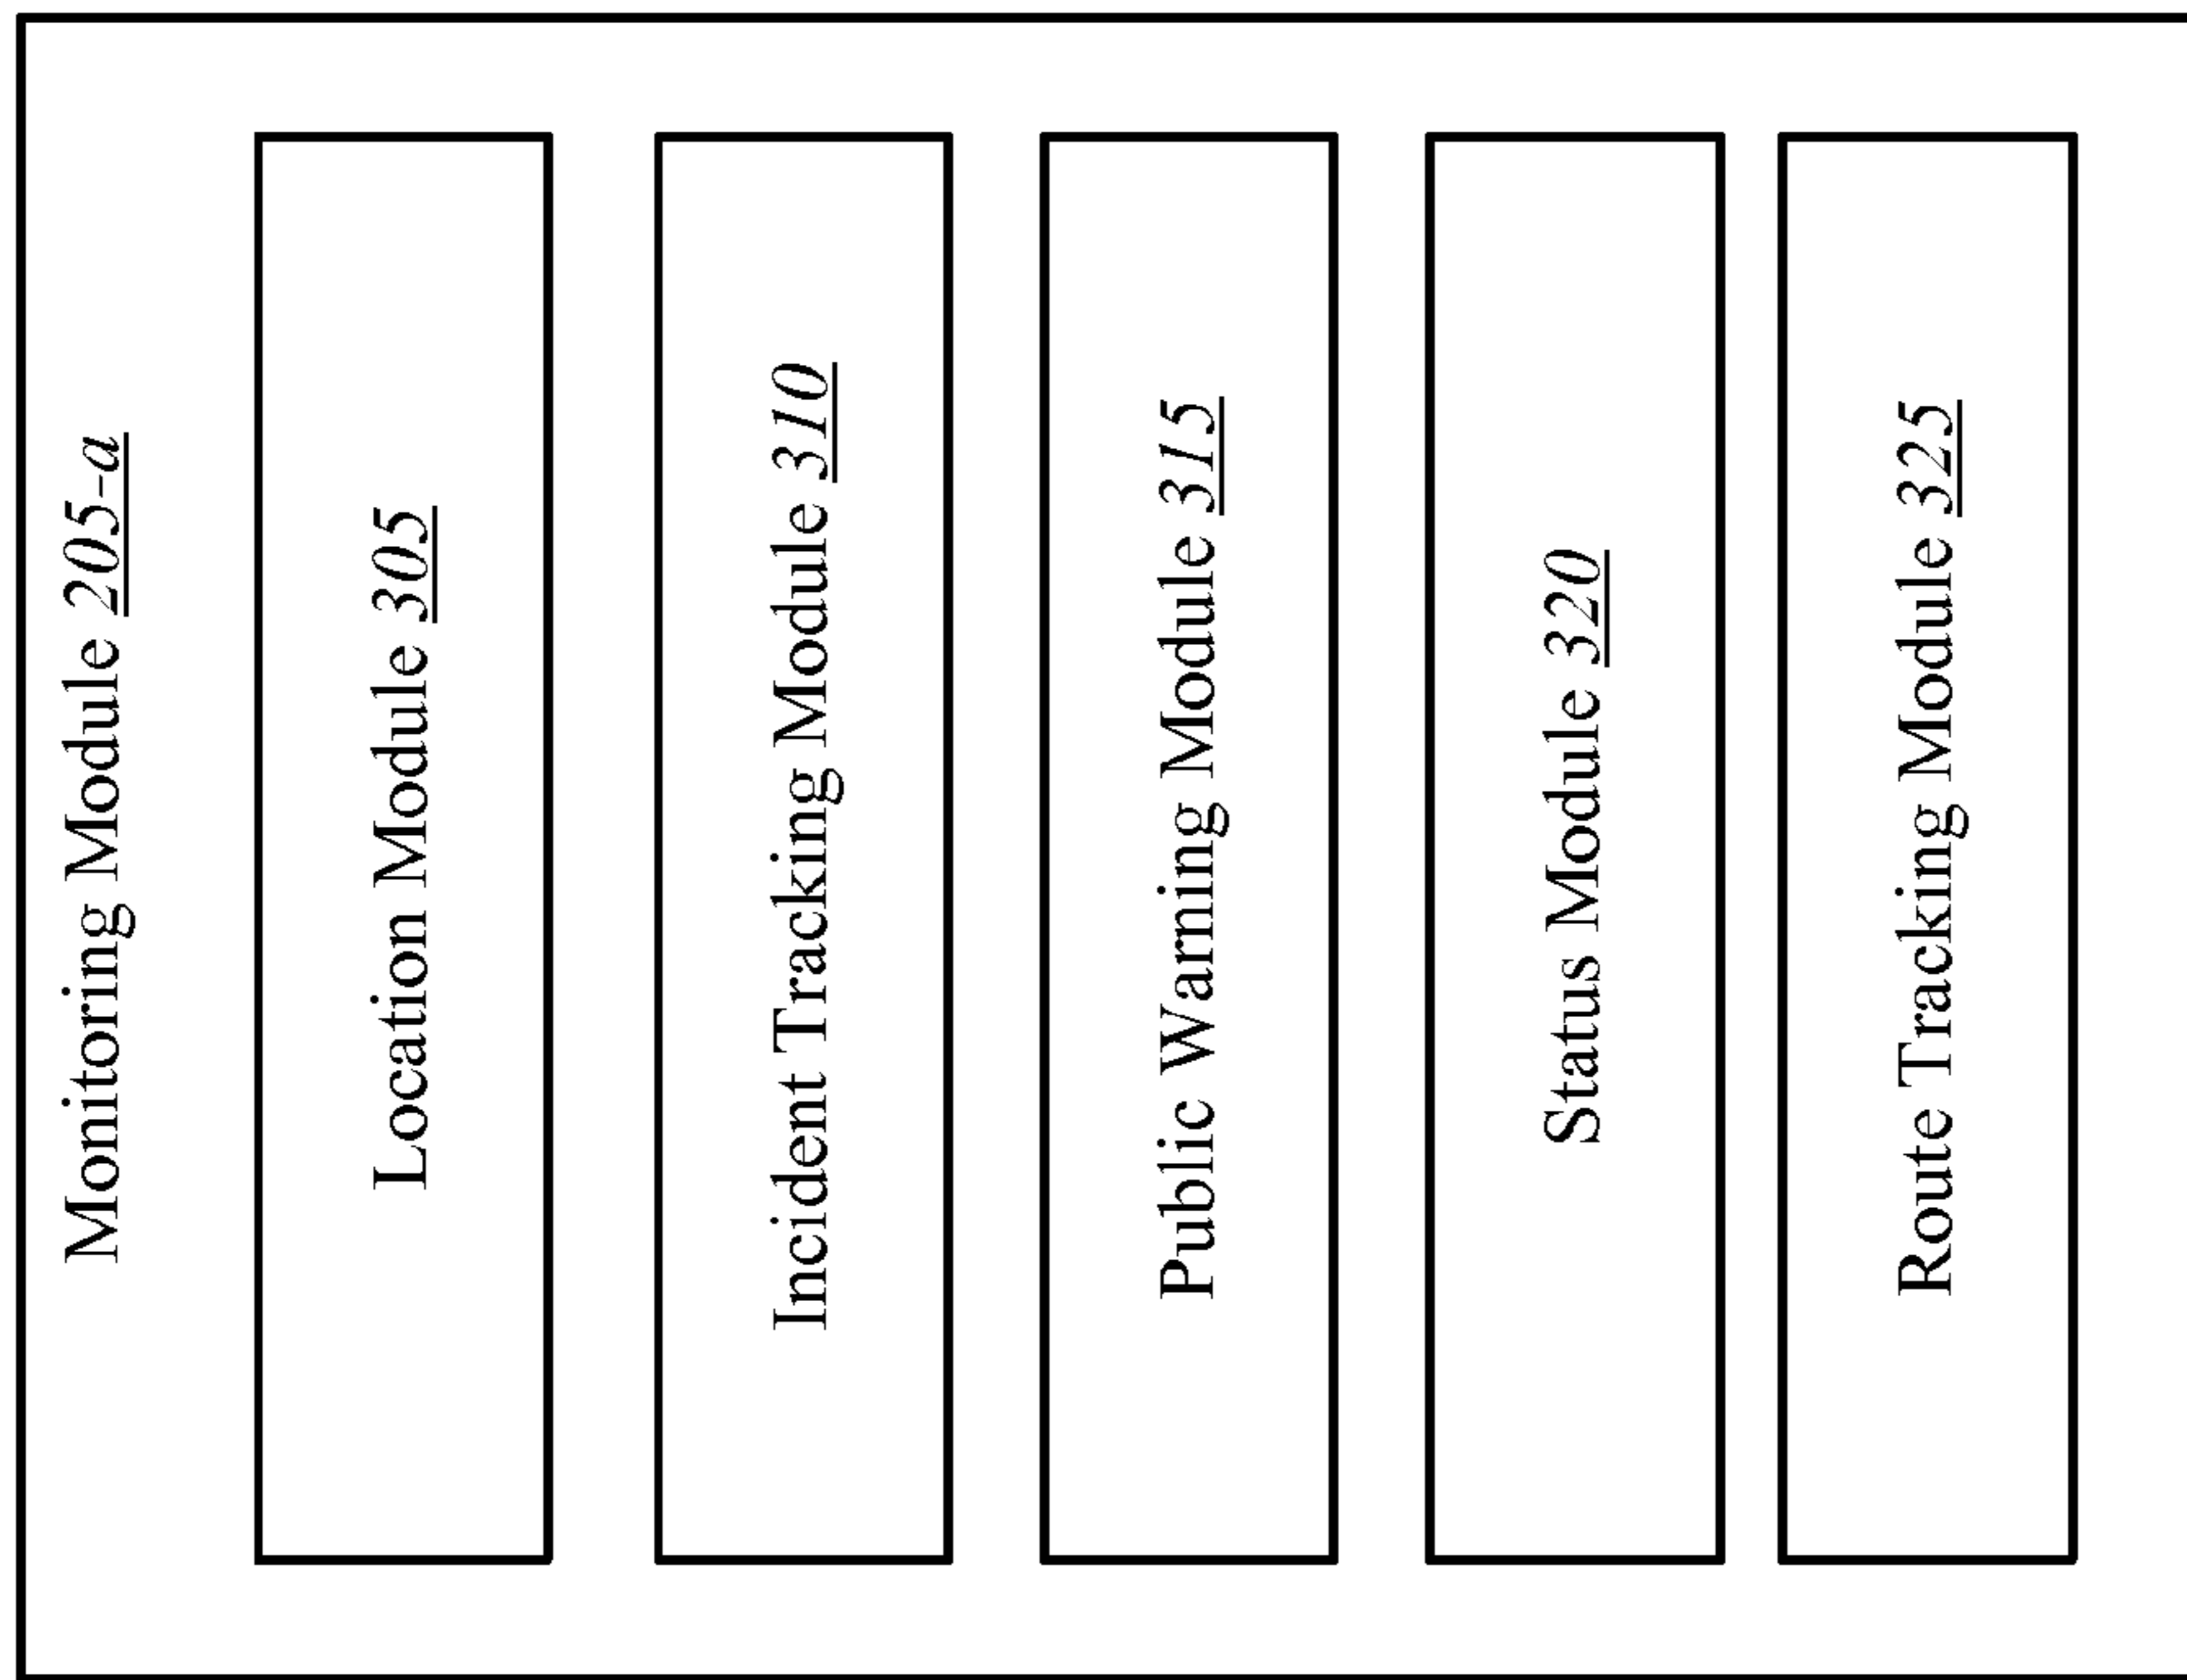 Monitoring Module 205-a
Location Module 305
Incident Tracking Module 310
Public Warning Module 315
Status Module 320
Route Tracking Module 325